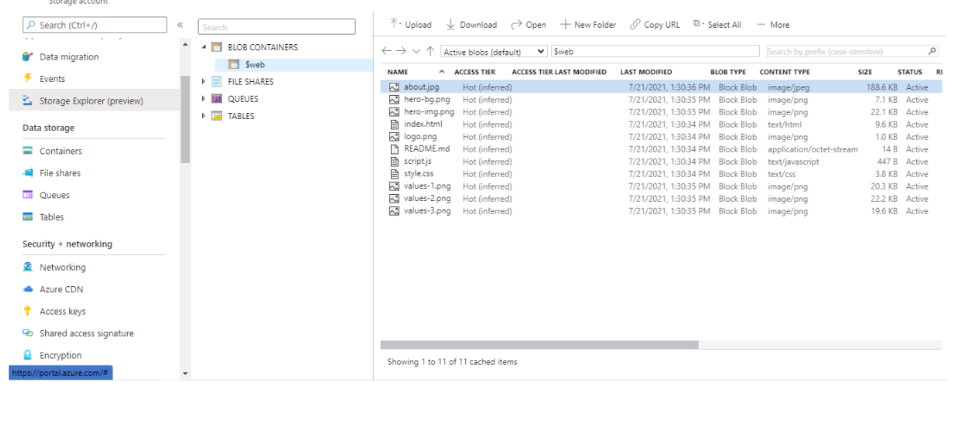 Storage account
Search (Ctrl+/)
«
Data migration
Events
Storage Explorer (preview)
Data storage
Containers
File shares
Queues
Tables
Security + networking
Networking
Azure CDN
Access keys
Shared access signature
Encryption
https://portal.azure.com/#
Search
BLOB CONTAINERS
$web
FILE SHARES
QUEUES
TABLES
Upload Download Open New Folder Copy URL Select All ··· More
Active blobs (default) $web Search by prefix (case-sensitive)
NAME ACCESS TIER ACCESS TIER LAST MODIFIED LAST MODIFIED BLOB TYPE CONTENT TYPE SIZE STATUS
about.jpg Hot (inferred) 7/21/2021, 1:30:36 PM Block Blob image/jpeg 188.6 KB Active
hero-bg.png Hot (inferred) 7/21/2021, 1:30:35 PM Block Blob image/png 7.1 KB Active
hero-img.png Hot (inferred) 7/21/2021, 1:30:35 PM Block Blob image/png 22.1 KB Active
index.html Hot (inferred) 7/21/2021, 1:30:34 PM Block Blob text/html 9.6 KB Active
logo.png Hot (inferred) 7/21/2021, 1:30:34 PM Block Blob image/png 1.0 KB Active
README.md Hot (inferred) 7/21/2021, 1:30:34 PM Block Blob application/octet-stream 14 B Active
script.js Hot (inferred) 7/21/2021, 1:30:34 PM Block Blob text/javascript 447 B Active
style.css Hot (inferred) 7/21/2021, 1:30:34 PM Block Blob text/css 3.8 KB Active
values-1.png Hot (inferred) 7/21/2021, 1:30:35 PM Block Blob image/png 20.3 KB Active
values-2.png Hot (inferred) 7/21/2021, 1:30:35 PM Block Blob image/png 22.2 KB Active
values-3.png Hot (inferred) 7/21/2021, 1:30:35 PM Block Blob image/png 19.6 KB Active
Showing 1 to 11 of 11 cached items